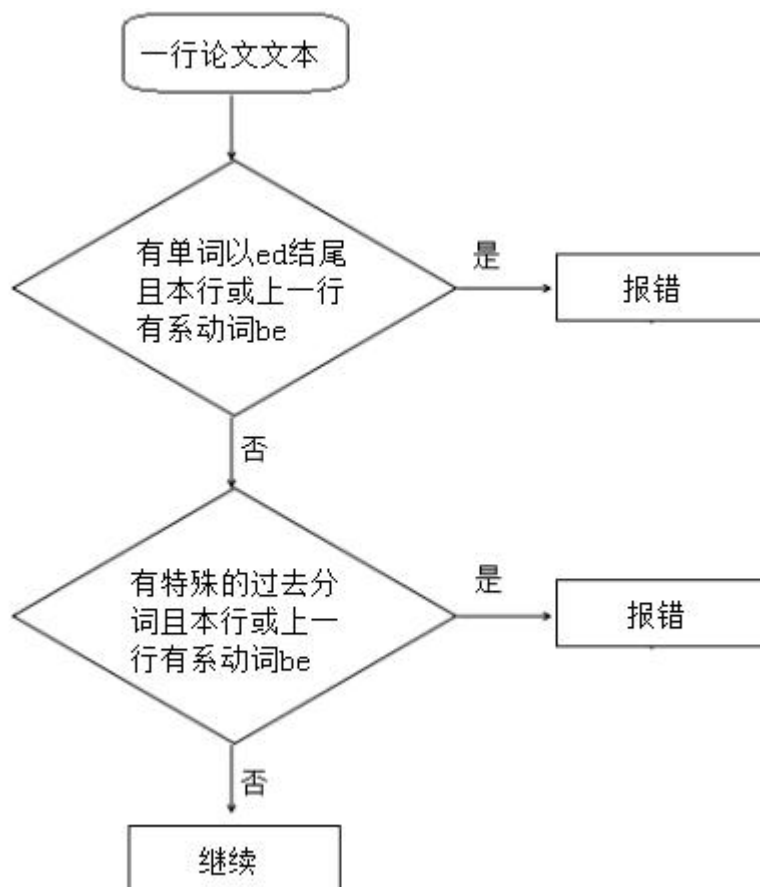 一行论文文本
有单词以ed结尾
且本行或上一行
有系动词be
是
报错
否
有特殊的过去分
词且本行或上一
行有系动词be
是
报错
否
继续